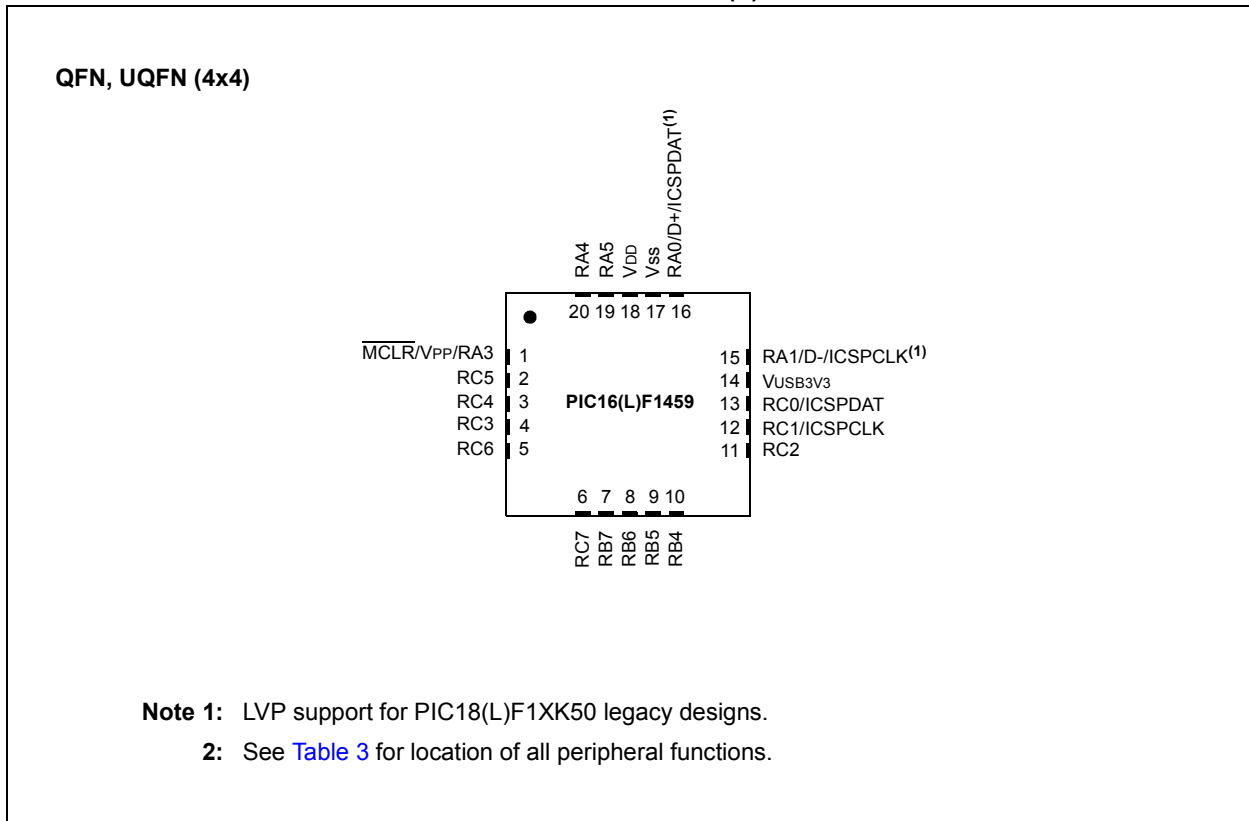 QFN, UQFN (4x4)
RA4
RA5
VDD
Vss
RA0/D+/ICSPDAT(1)
20 19 18 17 16
MCLR/VPP/RA3 1
RC5 2
RC4 3
RC3 4
RC6 5
PIC16(L)F1459
15 RA1/D-/ICSPCLK(1)
14 VUSB3V3
13 RC0/ICSPDAT
12 RC1/ICSPCLK
11 RC2
6 7 8 9 10
RC7
RB7
RB6
RB5
RB4
Note 1: LVP support for PIC18(L)F1XK50 legacy designs.
2: See Table 3 for location of all peripheral functions.